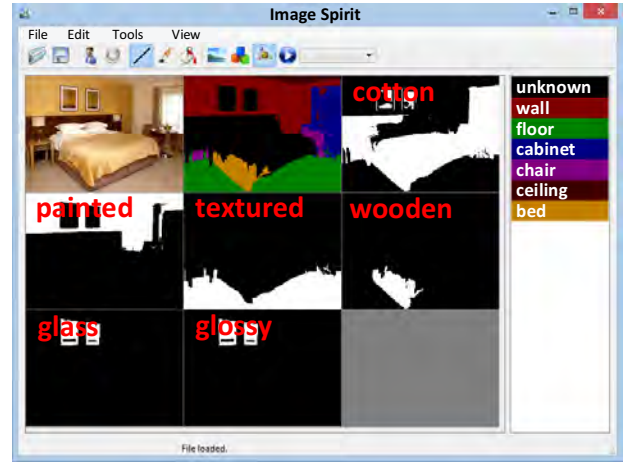 Image Spirit
File Edit Tools View
cotton
painted textured wooden
glass glossy
unknown
wall
floor
cabinet
chair
ceiling
bed
File loaded.